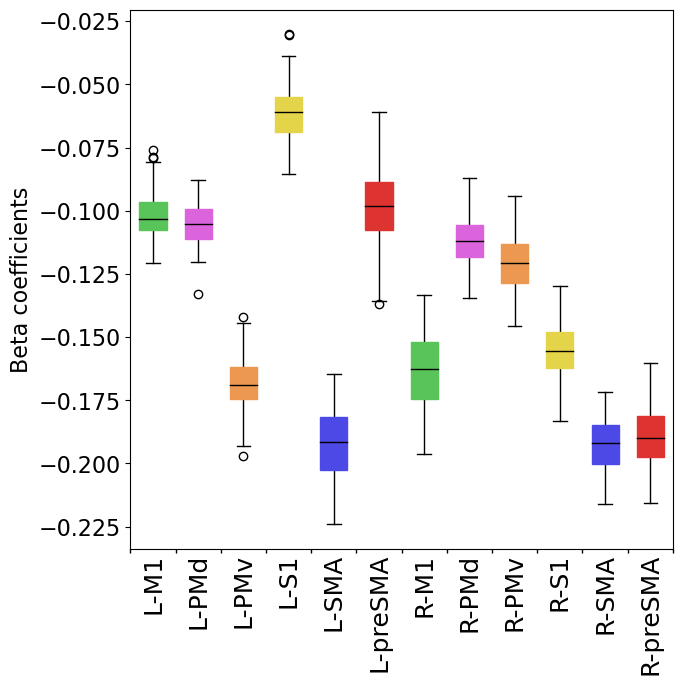 −0.025
−0.050
−0.075
−0.100
−0.125
−0.150
−0.175
−0.200
−0.225
Beta coefficients
L-M1
L-PMd
L-PMv
L-S1
L-SMA
L-preSMA
R-M1
R-PMd
R-PMv
R-S1
R-SMA
R-preSMA